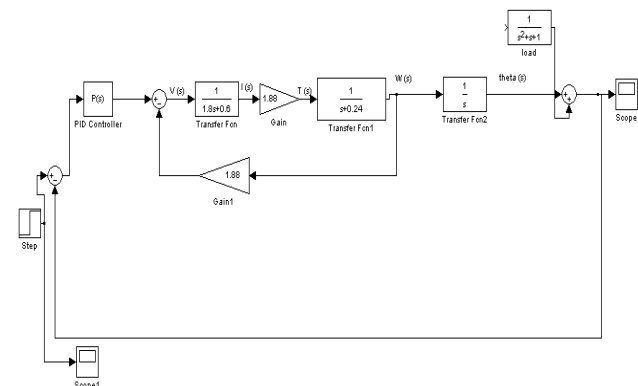 1
s²+s+1
load
P(s)
PID Controller
V (s)
1
1.8s+0.6
Transfer Fcn
I (s)
1.88
Gain
T (s)
1
s+0.24
Transfer Fcn1
W (s)
1
s
Transfer Fcn2
theta (s)
Scope
1.88
Gain1
Step
Scope1